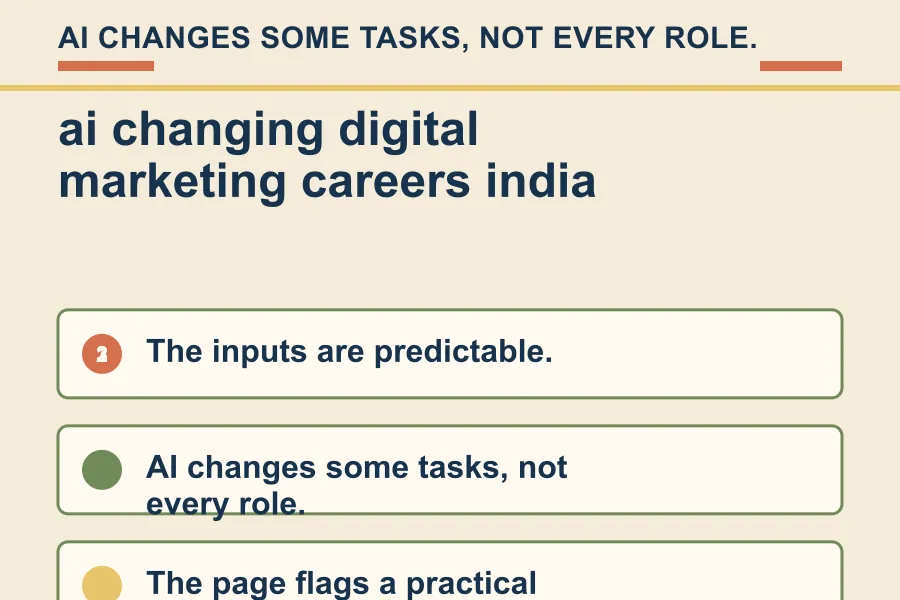 AI CHANGES SOME TASKS, NOT EVERY ROLE.
ai changing digital
marketing careers india
The inputs are predictable.
AI changes some tasks, not
every role.
The page flags a practical